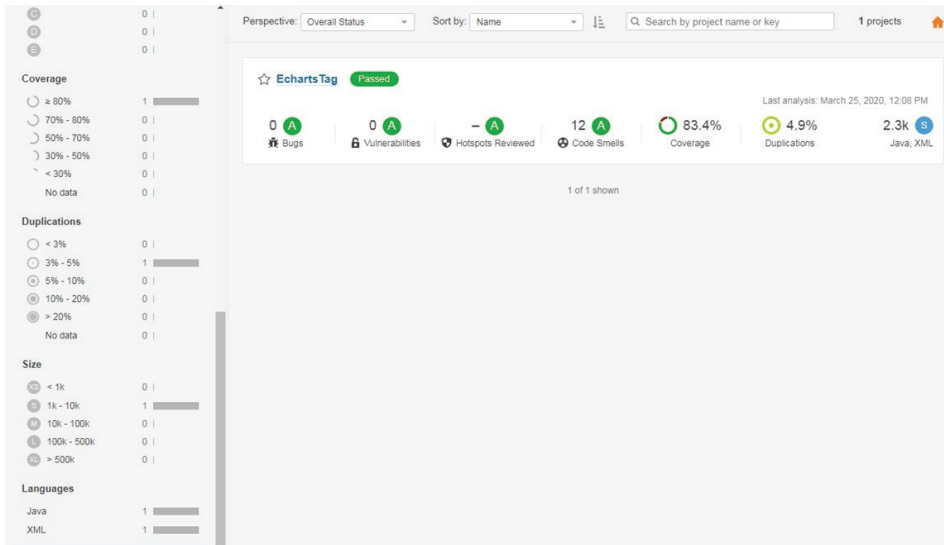 C 0
D 0
E 0
Coverage
≥ 80% 1
70% - 80% 0
50% - 70% 0
30% - 50% 0
< 30% 0
No data 0
Duplications
< 3% 0
3% - 5% 1
5% - 10% 0
10% - 20% 0
> 20% 0
No data 0
Size
XS < 1k 0
S 1k - 10k 1
M 10k - 100k 0
L 100k - 500k 0
XL > 500k 0
Languages
Java 1
XML 1
Perspective: Overall Status Sort by: Name Search by project name or key 1 projects
EchartsTag Passed
Last analysis: March 25, 2020, 12:08 PM
0 A 0 A – A 12 A 83.4% 4.9% 2.3k S
Bugs Vulnerabilities Hotspots Reviewed Code Smells Coverage Duplications Java, XML
1 of 1 shown